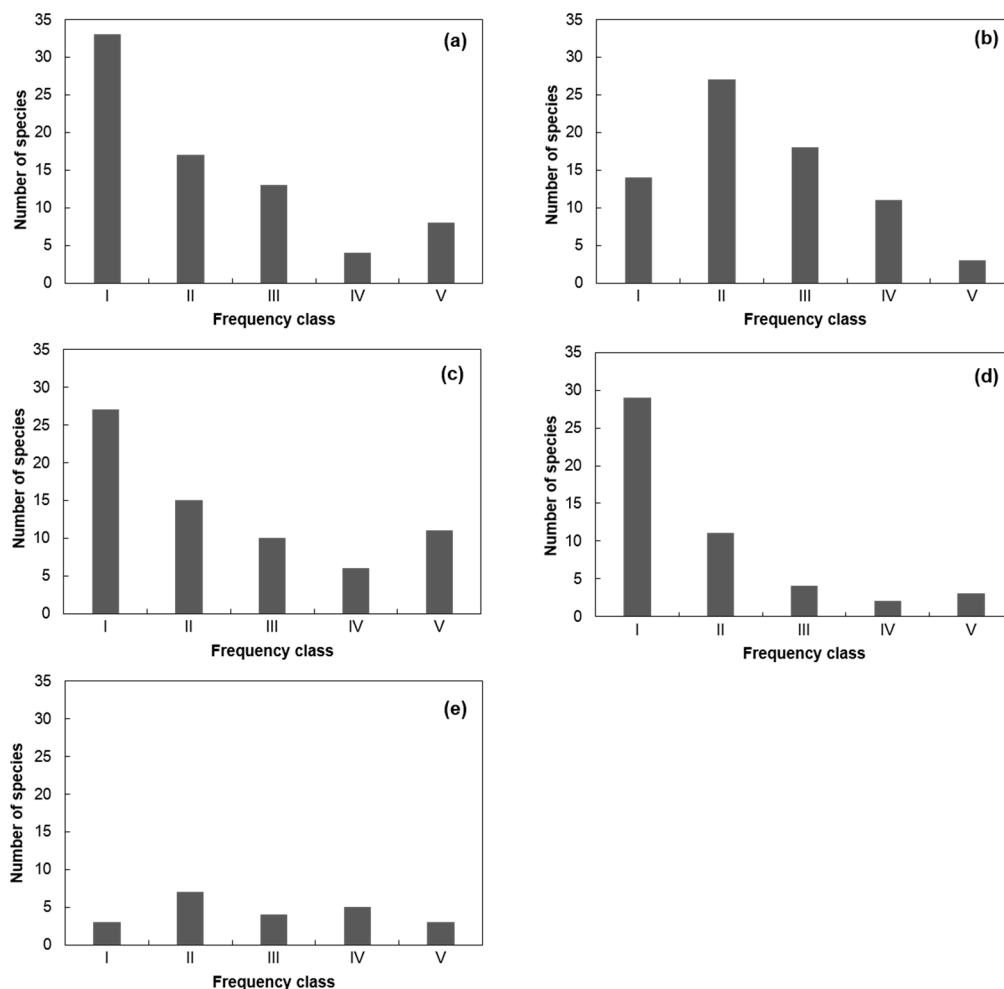 35
30
25
20
15
10
5
0
Number of species
(a)
I II III IV V
Frequency class
35
30
25
20
15
10
5
0
Number of species
(b)
I II III IV V
Frequency class
35
30
25
20
15
10
5
0
Number of species
(c)
I II III IV V
Frequency class
35
30
25
20
15
10
5
0
Number of species
(d)
I II III IV V
Frequency class
35
30
25
20
15
10
5
0
Number of species
(e)
I II III IV V
Frequency class